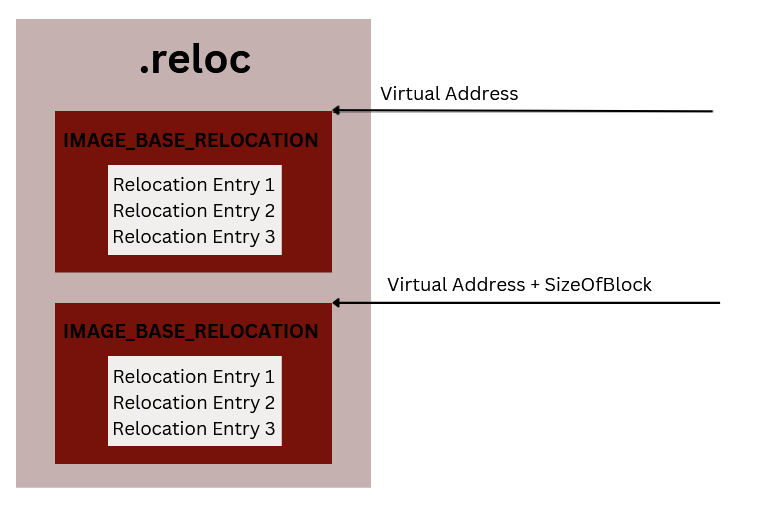 .reloc
Virtual Address
IMAGE_BASE_RELOCATION
Relocation Entry 1
Relocation Entry 2
Relocation Entry 3
Virtual Address + SizeOfBlock
IMAGE_BASE_RELOCATION
Relocation Entry 1
Relocation Entry 2
Relocation Entry 3